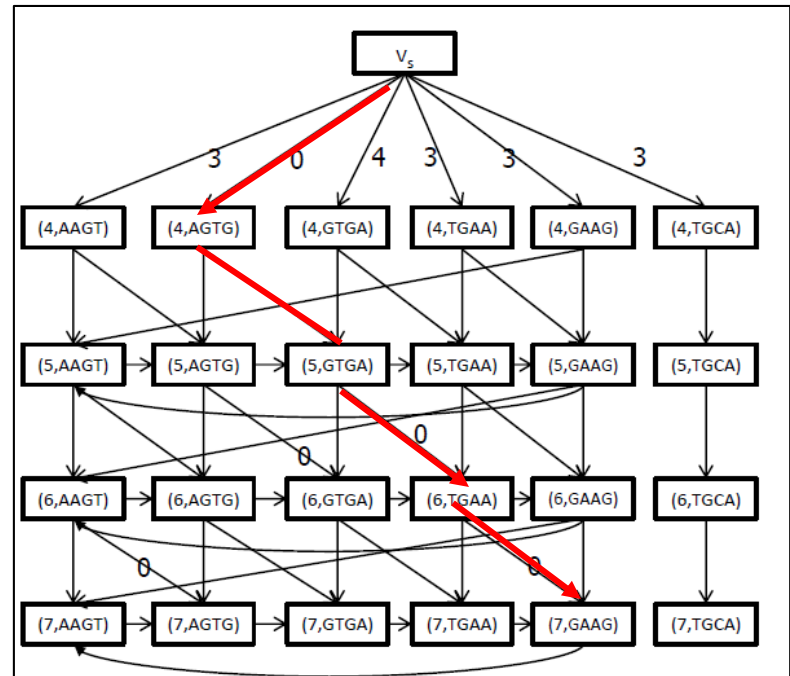 Vs
3 0 4 3 3 3
(4,AAGT) (4,AGTG) (4,GTGA) (4,TGAA) (4,GAAG) (4,TGCA)
(5,AAGT) (5,AGTG) (5,GTGA) (5,TGAA) (5,GAAG) (5,TGCA)
0
0
(6,AAGT) (6,AGTG) (6,GTGA) (6,TGAA) (6,GAAG) (6,TGCA)
0 0
(7,AAGT) (7,AGTG) (7,GTGA) (7,TGAA) (7,GAAG) (7,TGCA)